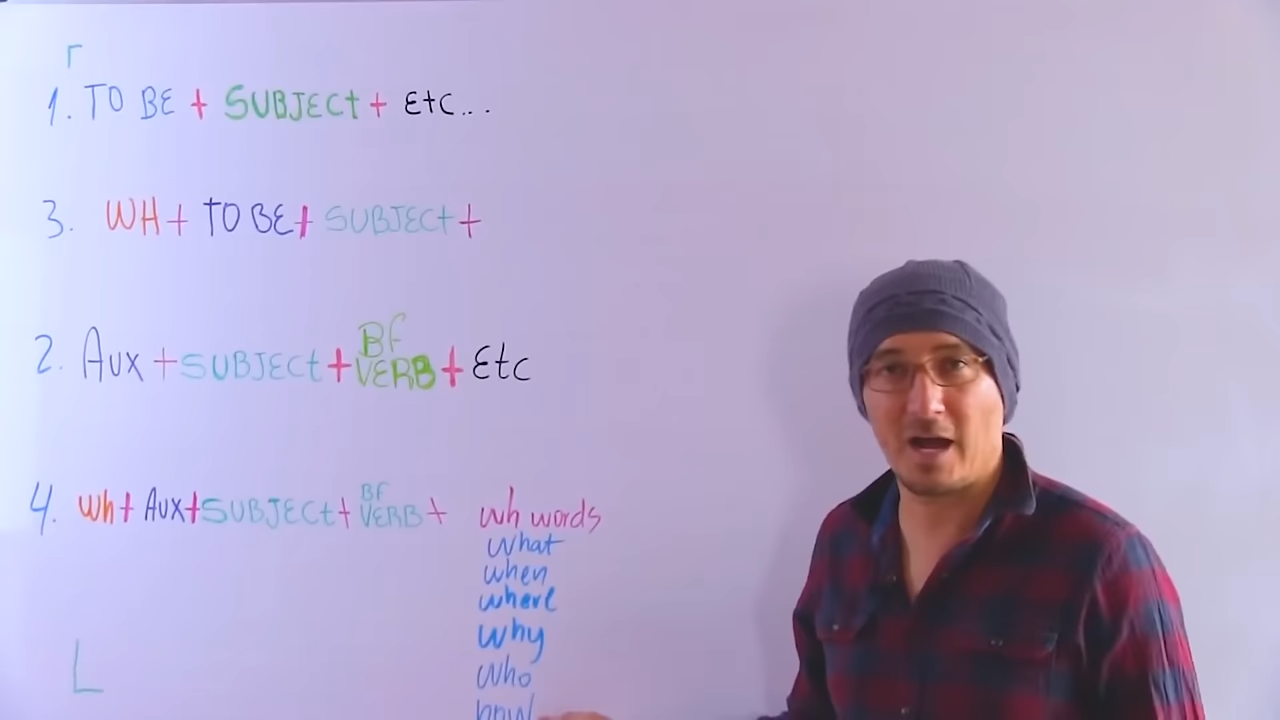 1. TO BE + SUBJECT + Etc...
3. WH + TO BE + SUBJECT +
2. AUX + SUBJECT + BF VERB + Etc
4. Wh + AUX + SUBJECT + BF VERB +
wh words
what
when
where
why
who
how